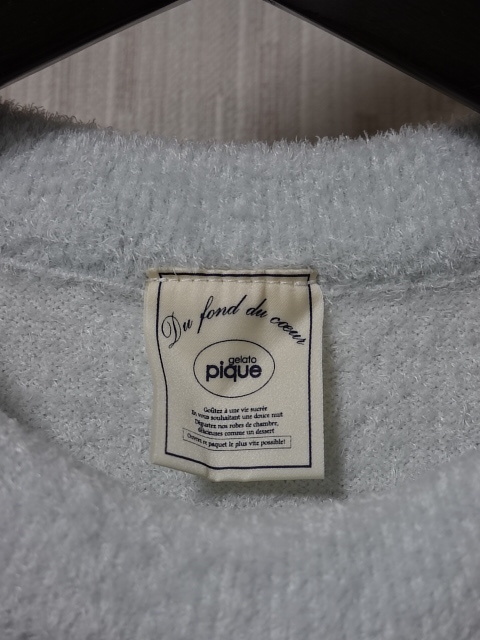 Du fond du cœur
gelato
pique
Goûtez à une vie sucrée
En vous souhaitant une douce nuit
Dégustez nos robes de chambre,
délicieuses comme un dessert
Ouvert ce paquet le plus vite possible!